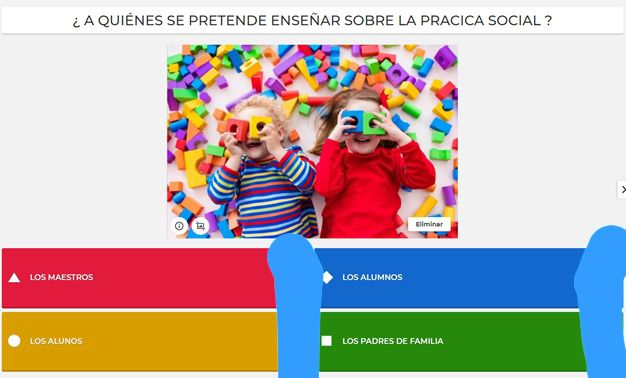 ¿ A QUIÉNES SE PRETENDE ENSEÑAR SOBRE LA PRACICA SOCIAL ?
Eliminar
LOS MAESTROS
LOS ALUMNOS
LOS ALUNOS
LOS PADRES DE FAMILIA